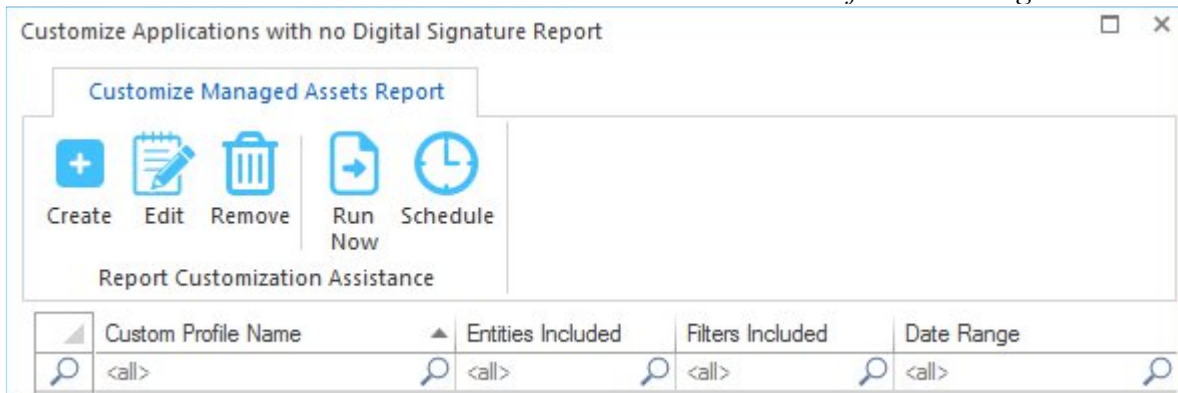 Customize Applications with no Digital Signature Report
Customize Managed Assets Report
Create Edit Remove Run Now Schedule
Report Customization Assistance
Custom Profile Name Entities Included Filters Included Date Range
<all> <all> <all> <all>